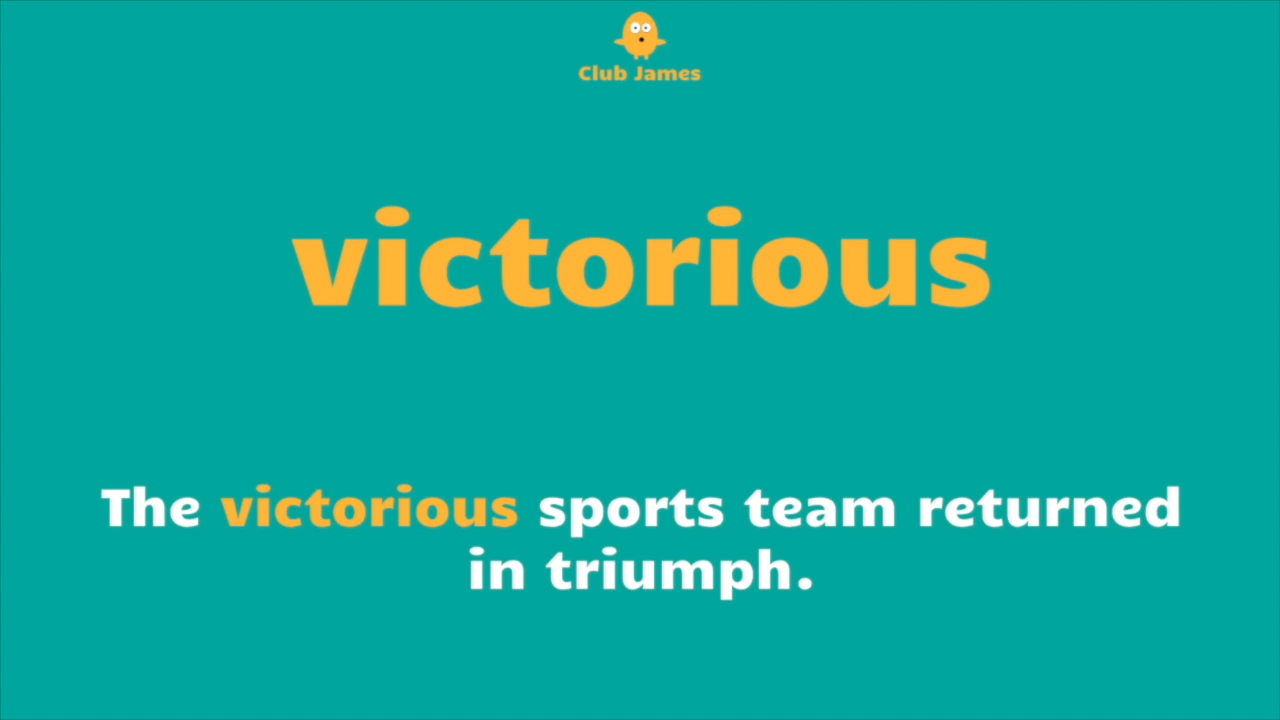 Club James
victorious
The victorious sports team returned
in triumph.